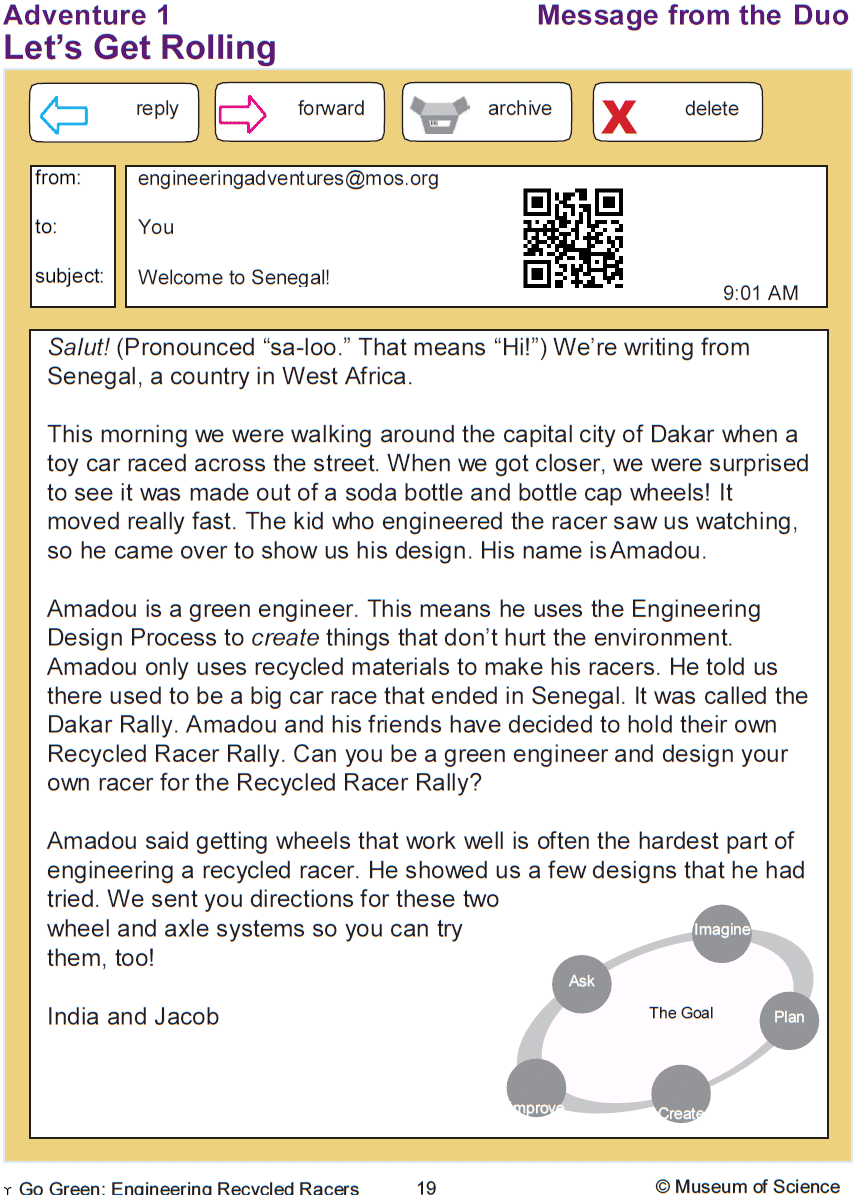 Adventure 1
Message from the Duo
Let's Get Rolling
reply
forward
archive
delete
from:
engineeringadventures@mos.org
to:
You
subject:
Welcome to Senegal!
9:01 AM
Salut! (Pronounced “sa-loo.” That means “Hi!”) We’re writing from
Senegal, a country in West Africa.
This morning we were walking around the capital city of Dakar when a
toy car raced across the street. When we got closer, we were surprised
to see it was made out of a soda bottle and bottle cap wheels! It
moved really fast. The kid who engineered the racer saw us watching,
so he came over to show us his design. His name is Amadou.
Amadou is a green engineer. This means he uses the Engineering
Design Process to create things that don’t hurt the environment.
Amadou only uses recycled materials to make his racers. He told us
there used to be a big car race that ended in Senegal. It was called the
Dakar Rally. Amadou and his friends have decided to hold their own
Recycled Racer Rally. Can you be a green engineer and design your
own racer for the Recycled Racer Rally?
Amadou said getting wheels that work well is often the hardest part of
engineering a recycled racer. He showed us a few designs that he had
tried. We sent you directions for these two
wheel and axle systems so you can try
them, too!
India and Jacob
Imagine
Ask
The Goal
Plan
Improve
Create
Go Green: Engineering Recycled Racers
19
© Museum of Science